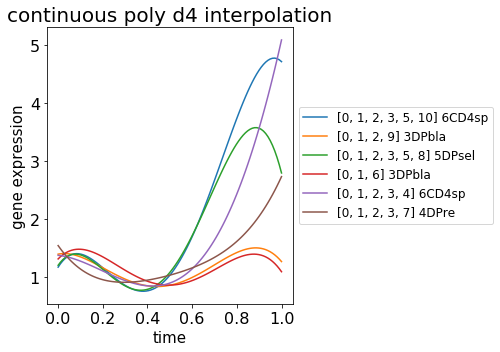 continuous poly d4 interpolation
gene expression
5
4
3
2
1
0.0 0.2 0.4 0.6 0.8 1.0
time
[0, 1, 2, 3, 5, 10] 6CD4sp
[0, 1, 2, 9] 3DPbla
[0, 1, 2, 3, 5, 8] 5DPsel
[0, 1, 6] 3DPbla
[0, 1, 2, 3, 4] 6CD4sp
[0, 1, 2, 3, 7] 4DPre